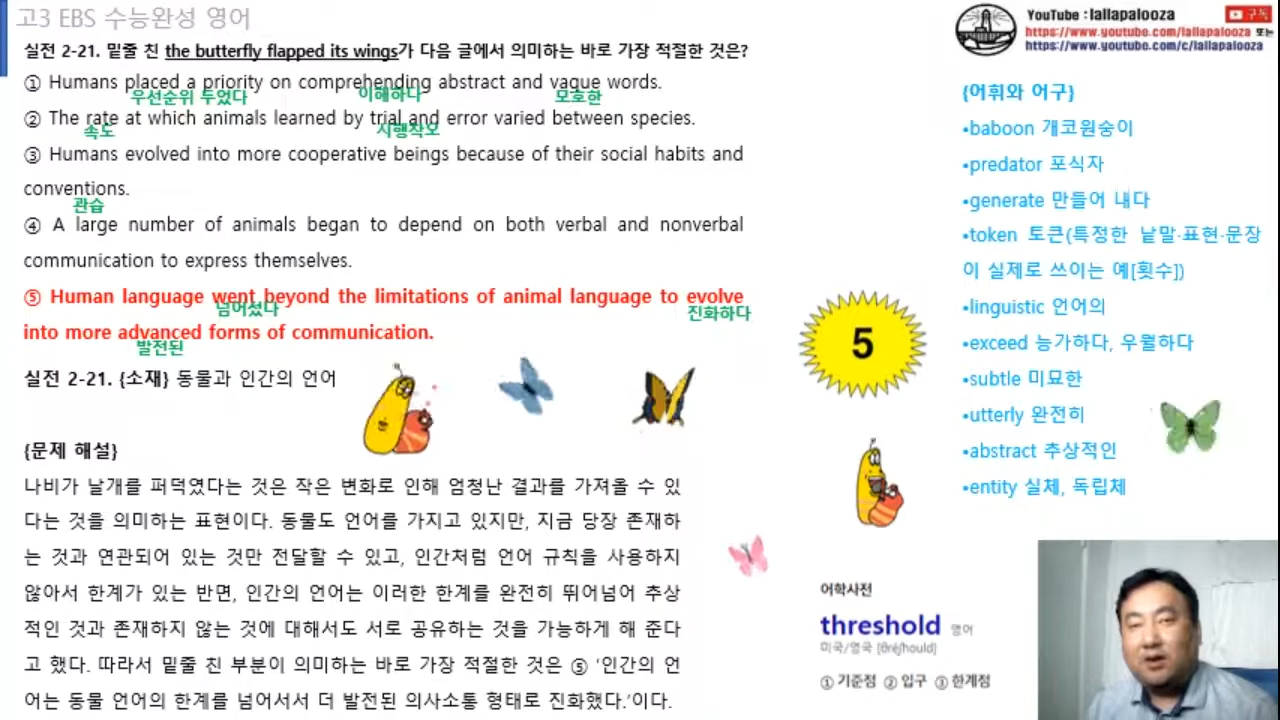 고3 EBS 수능완성 영어
YouTube : lallapalooza
구독
https://www.youtube.com/lallapalooza 또는
https://www.youtube.com/c/lallapalooza
실전 2-21. 밑줄 친 the butterfly flapped its wings가 다음 글에서 의미하는 바로 가장 적절한 것은?
① Humans placed a priority on comprehending abstract and vague words.
우선순위 두었다 이해하다 모호한
② The rate at which animals learned by trial and error varied between species.
속도 시행착오
③ Humans evolved into more cooperative beings because of their social habits and
conventions.
관습
④ A large number of animals began to depend on both verbal and nonverbal
communication to express themselves.
⑤ Human language went beyond the limitations of animal language to evolve
넘어섰다 진화하다
into more advanced forms of communication.
발전된
실전 2-21. {소재} 동물과 인간의 언어
{문제 해설}
나비가 날개를 퍼덕였다는 것은 작은 변화로 인해 엄청난 결과를 가져올 수 있
다는 것을 의미하는 표현이다. 동물도 언어를 가지고 있지만, 지금 당장 존재하
는 것과 연관되어 있는 것만 전달할 수 있고, 인간처럼 언어 규칙을 사용하지
않아서 한계가 있는 반면, 인간의 언어는 이러한 한계를 완전히 뛰어넘어 추상
적인 것과 존재하지 않는 것에 대해서도 서로 공유하는 것을 가능하게 해 준다
고 했다. 따라서 밑줄 친 부분이 의미하는 바로 가장 적절한 것은 ⑤ '인간의 언
어는 동물 언어의 한계를 넘어서서 더 발전된 의사소통 형태로 진화했다.'이다.
5
{어휘와 어구}
•baboon 개코원숭이
•predator 포식자
•generate 만들어 내다
•token 토큰(특정한 낱말·표현·문장
이 실제로 쓰이는 예[횟수])
•linguistic 언어의
•exceed 능가하다, 우월하다
•subtle 미묘한
•utterly 완전히
•abstract 추상적인
•entity 실체, 독립체
어학사전
threshold 영어
미국/영국 [θréʃhould]
① 기준점 ② 입구 ③ 한계점